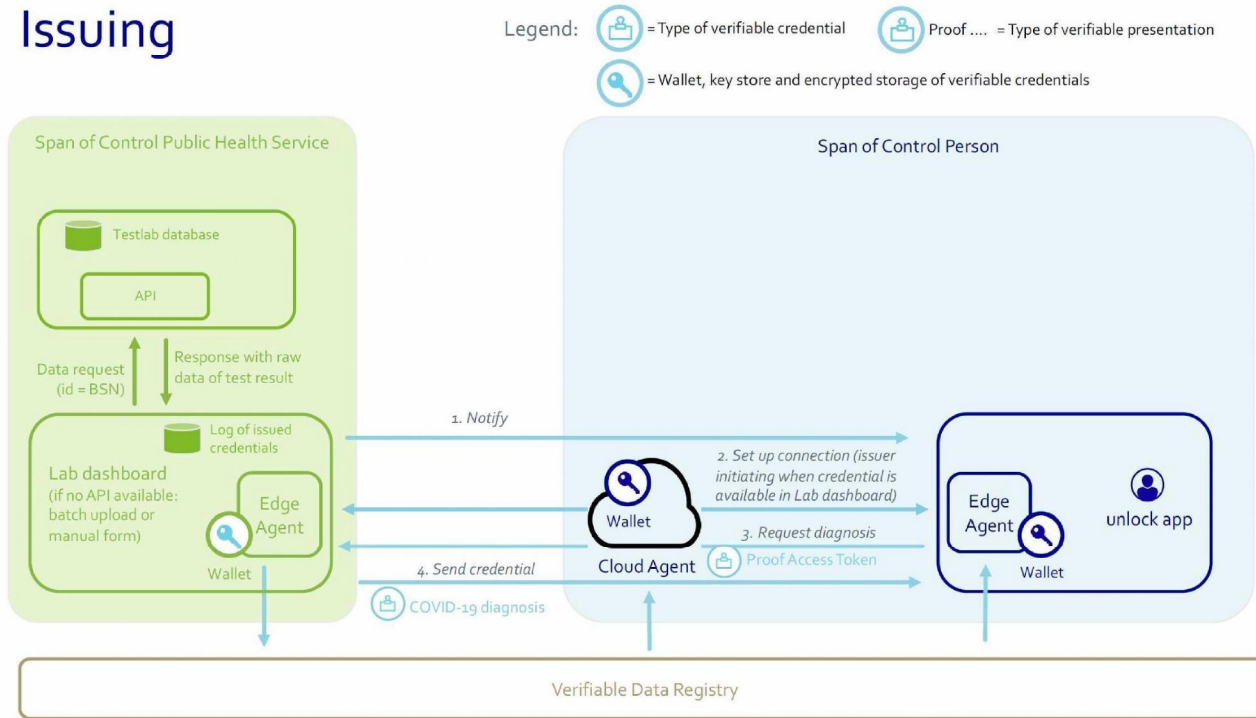 Issuing
Legend:
= Type of verifiable credential
Proof .... = Type of verifiable presentation
= Wallet, key store and encrypted storage of verifiable credentials
Span of Control Public Health Service
Span of Control Person
Testlab database
API
Data request
(id = BSN)
Response with raw
data of test result
Log of issued
credentials
Lab dashboard
(if no API available:
batch upload or
manual form)
Edge
Agent
Wallet
1. Notify
2. Set up connection (issuer
initiating when credential is
available in Lab dashboard)
Wallet
Cloud Agent
3. Request diagnosis
Proof Access Token
4. Send credential
COVID-19 diagnosis
Edge
Agent
Wallet
unlock app
Verifiable Data Registry